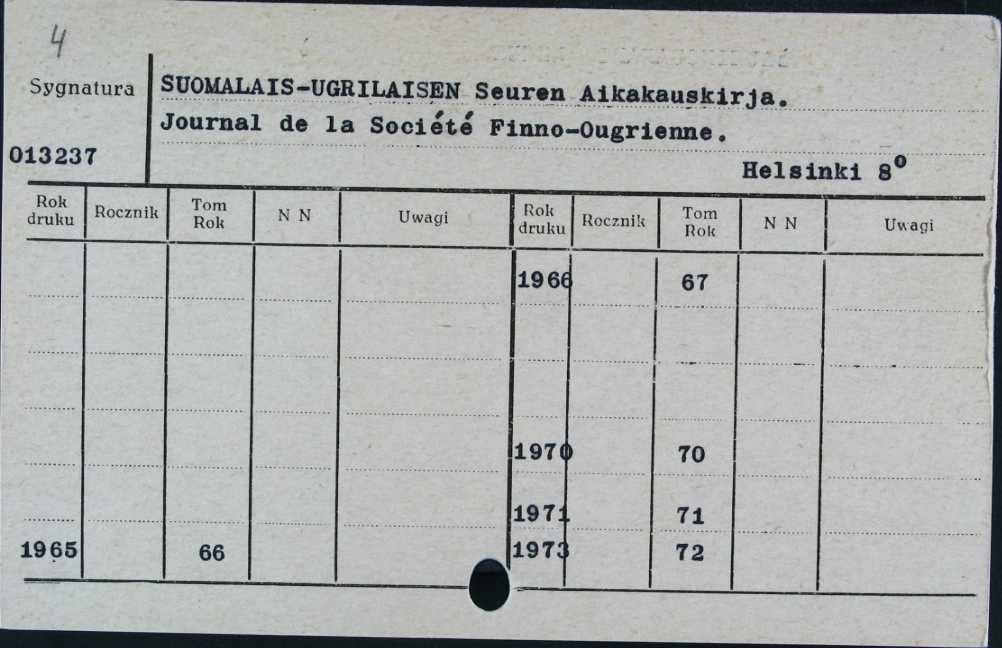 4
Sygnatura
SUOMALAIS-UGRILAISEN Seuren Aikakauskirja.
Journal de la Société Finno-Ougrienne.
013237
Helsinki 8º
Rok druku Rocznik Tom Rok N N Uwagi Rok druku Rocznik Tom Rok N N Uwagi
1966 67
1970 70
1971 71
1965 66 1973 72